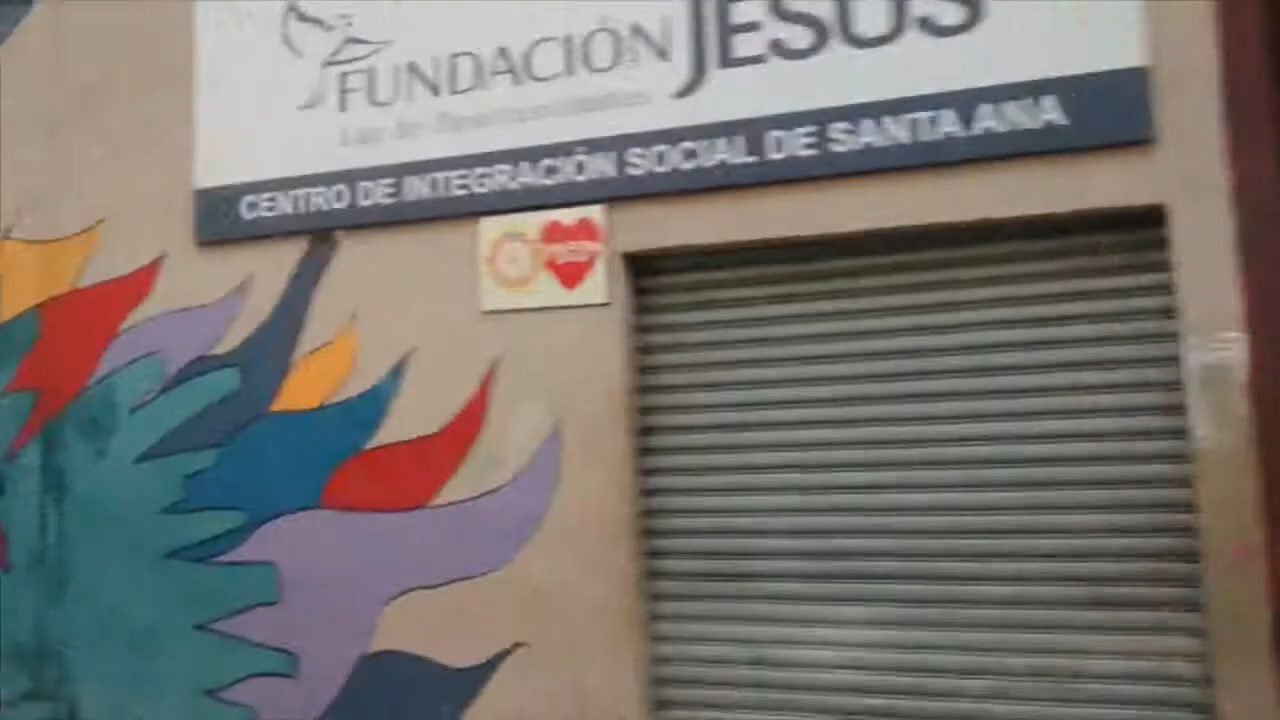 FUNDACIÓN JESÚS
CENTRO DE INTEGRACIÓN SOCIAL DE SANTA ANA